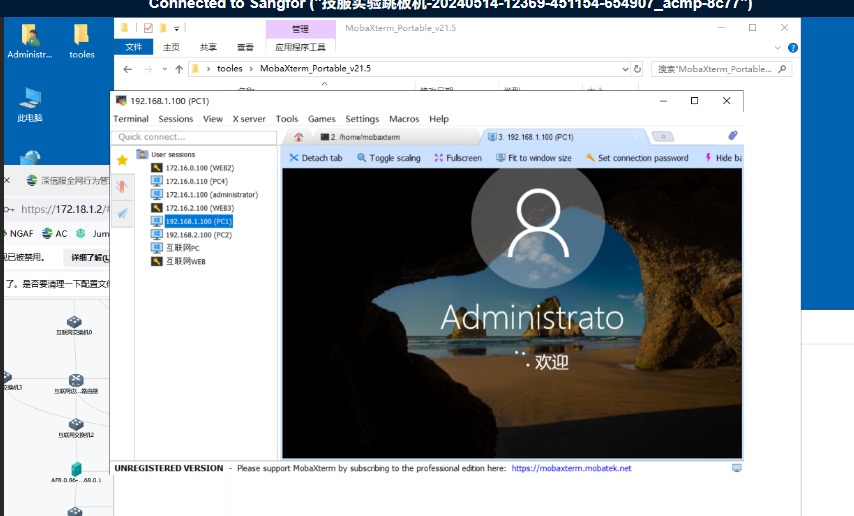 Connected to Sangfor ("技服实验跳板机-20240514-12369-451154-654907_acmp-8c77")
Administr...
tooles
此电脑
管理
MobaXterm_Portable_v21.5
文件
主页
共享
查看
应用程序工具
tooles
MobaXterm_Portable_v21.5
搜索"MobaXterm_Portable...
192.168.1.100 (PC1)
Terminal Sessions View X server Tools Games Settings Macros Help
Quick connect...
2. /home/mobaxterm
3. 192.168.1.100 (PC1)
Detach tab Toggle scaling Fullscreen Fit to window size Set connection password Hide ba
User sessions
172.16.0.100 (WEB2)
172.16.0.110 (PC4)
172.16.1.100 (administrator)
172.16.2.100 (WEB3)
192.168.1.100 (PC1)
192.168.2.100 (PC2)
互联网PC
互联网WEB
Administrato
欢迎
UNREGISTERED VERSION - Please support MobaXterm by subscribing to the professional edition here: https://mobaxterm.mobatek.net
深信服全网行为管
https://172.18.1.2/#
NGAF AC Jum
现已被禁用。
详细了解(L
了。是否要清理一下配置文件
互联网交换机0
交换机3
互联网边...路由器
互联网交换机2
AFB.0.86-...68.0.1